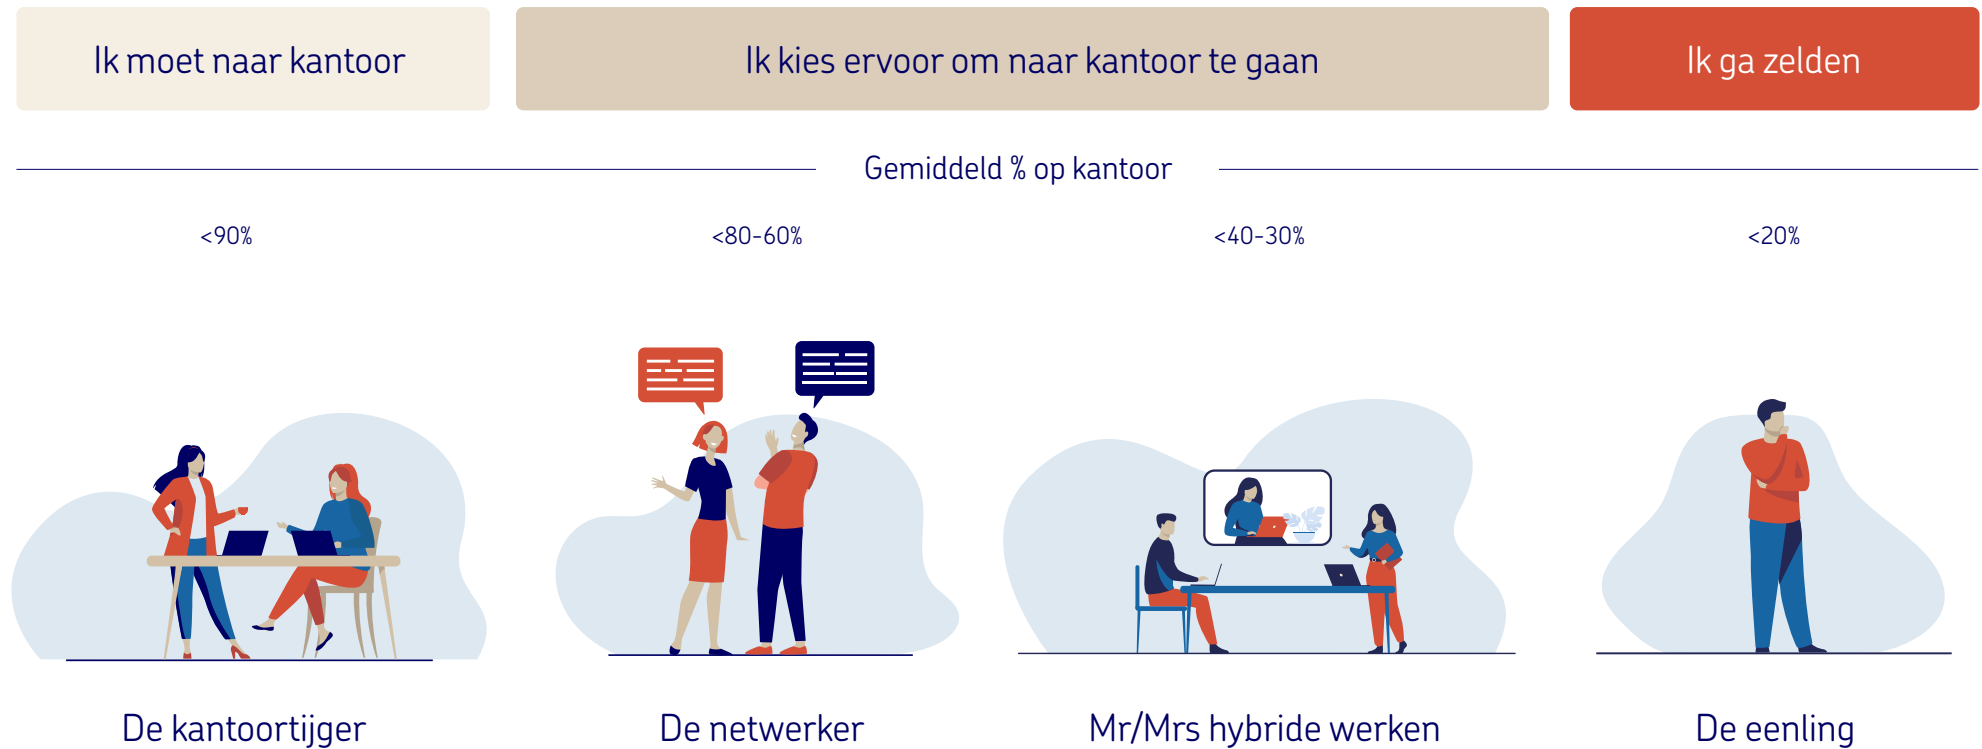 Ik moet naar kantoor
Ik kies ervoor om naar kantoor te gaan
Ik ga zelden
Gemiddeld % op kantoor
<90%
<80-60%
<40-30%
<20%
De kantoortijger
De netwerker
Mr/Mrs hybride werken
De eenling